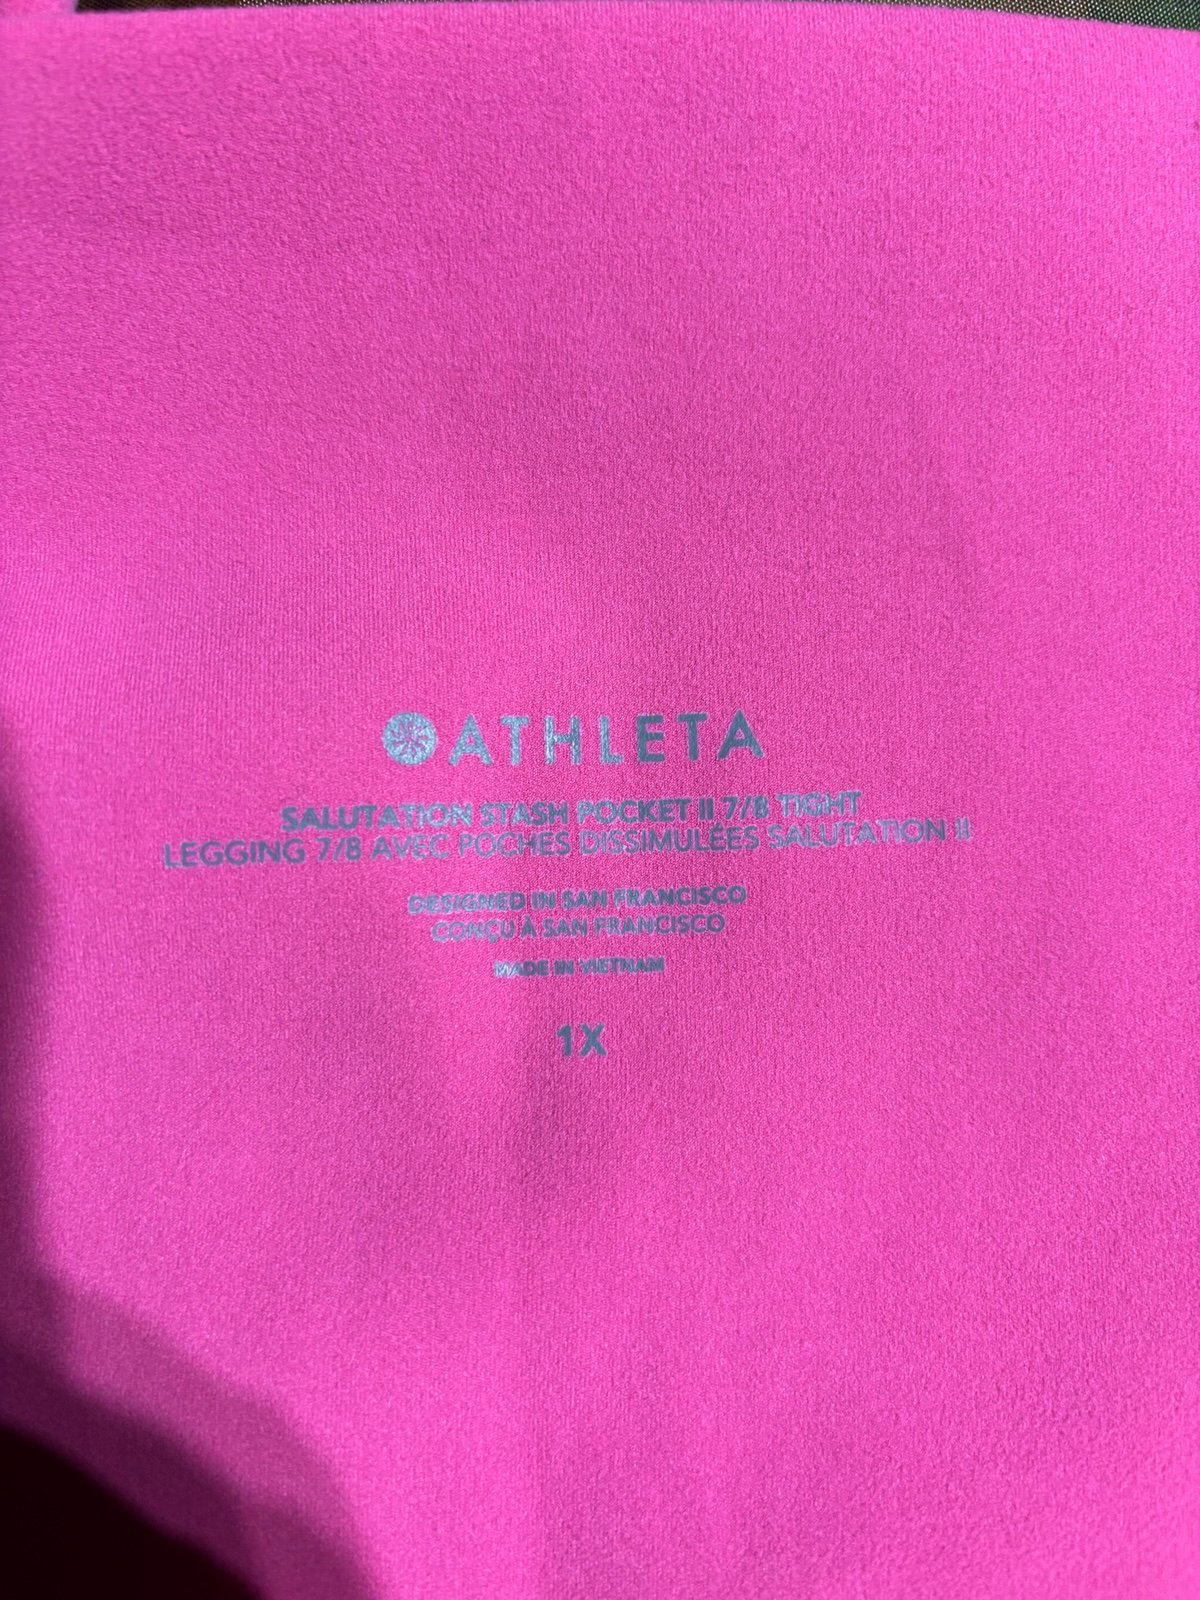 ATHLETA
SALUTATION STASH POCKET II 7/8 TIGHT
LEGGING 7/8 AVEC POCHES DISSIMULÉES SALUTATION II
DESIGNED IN SAN FRANCISCO
CONÇU À SAN FRANCISCO
MADE IN VIETNAM
1X